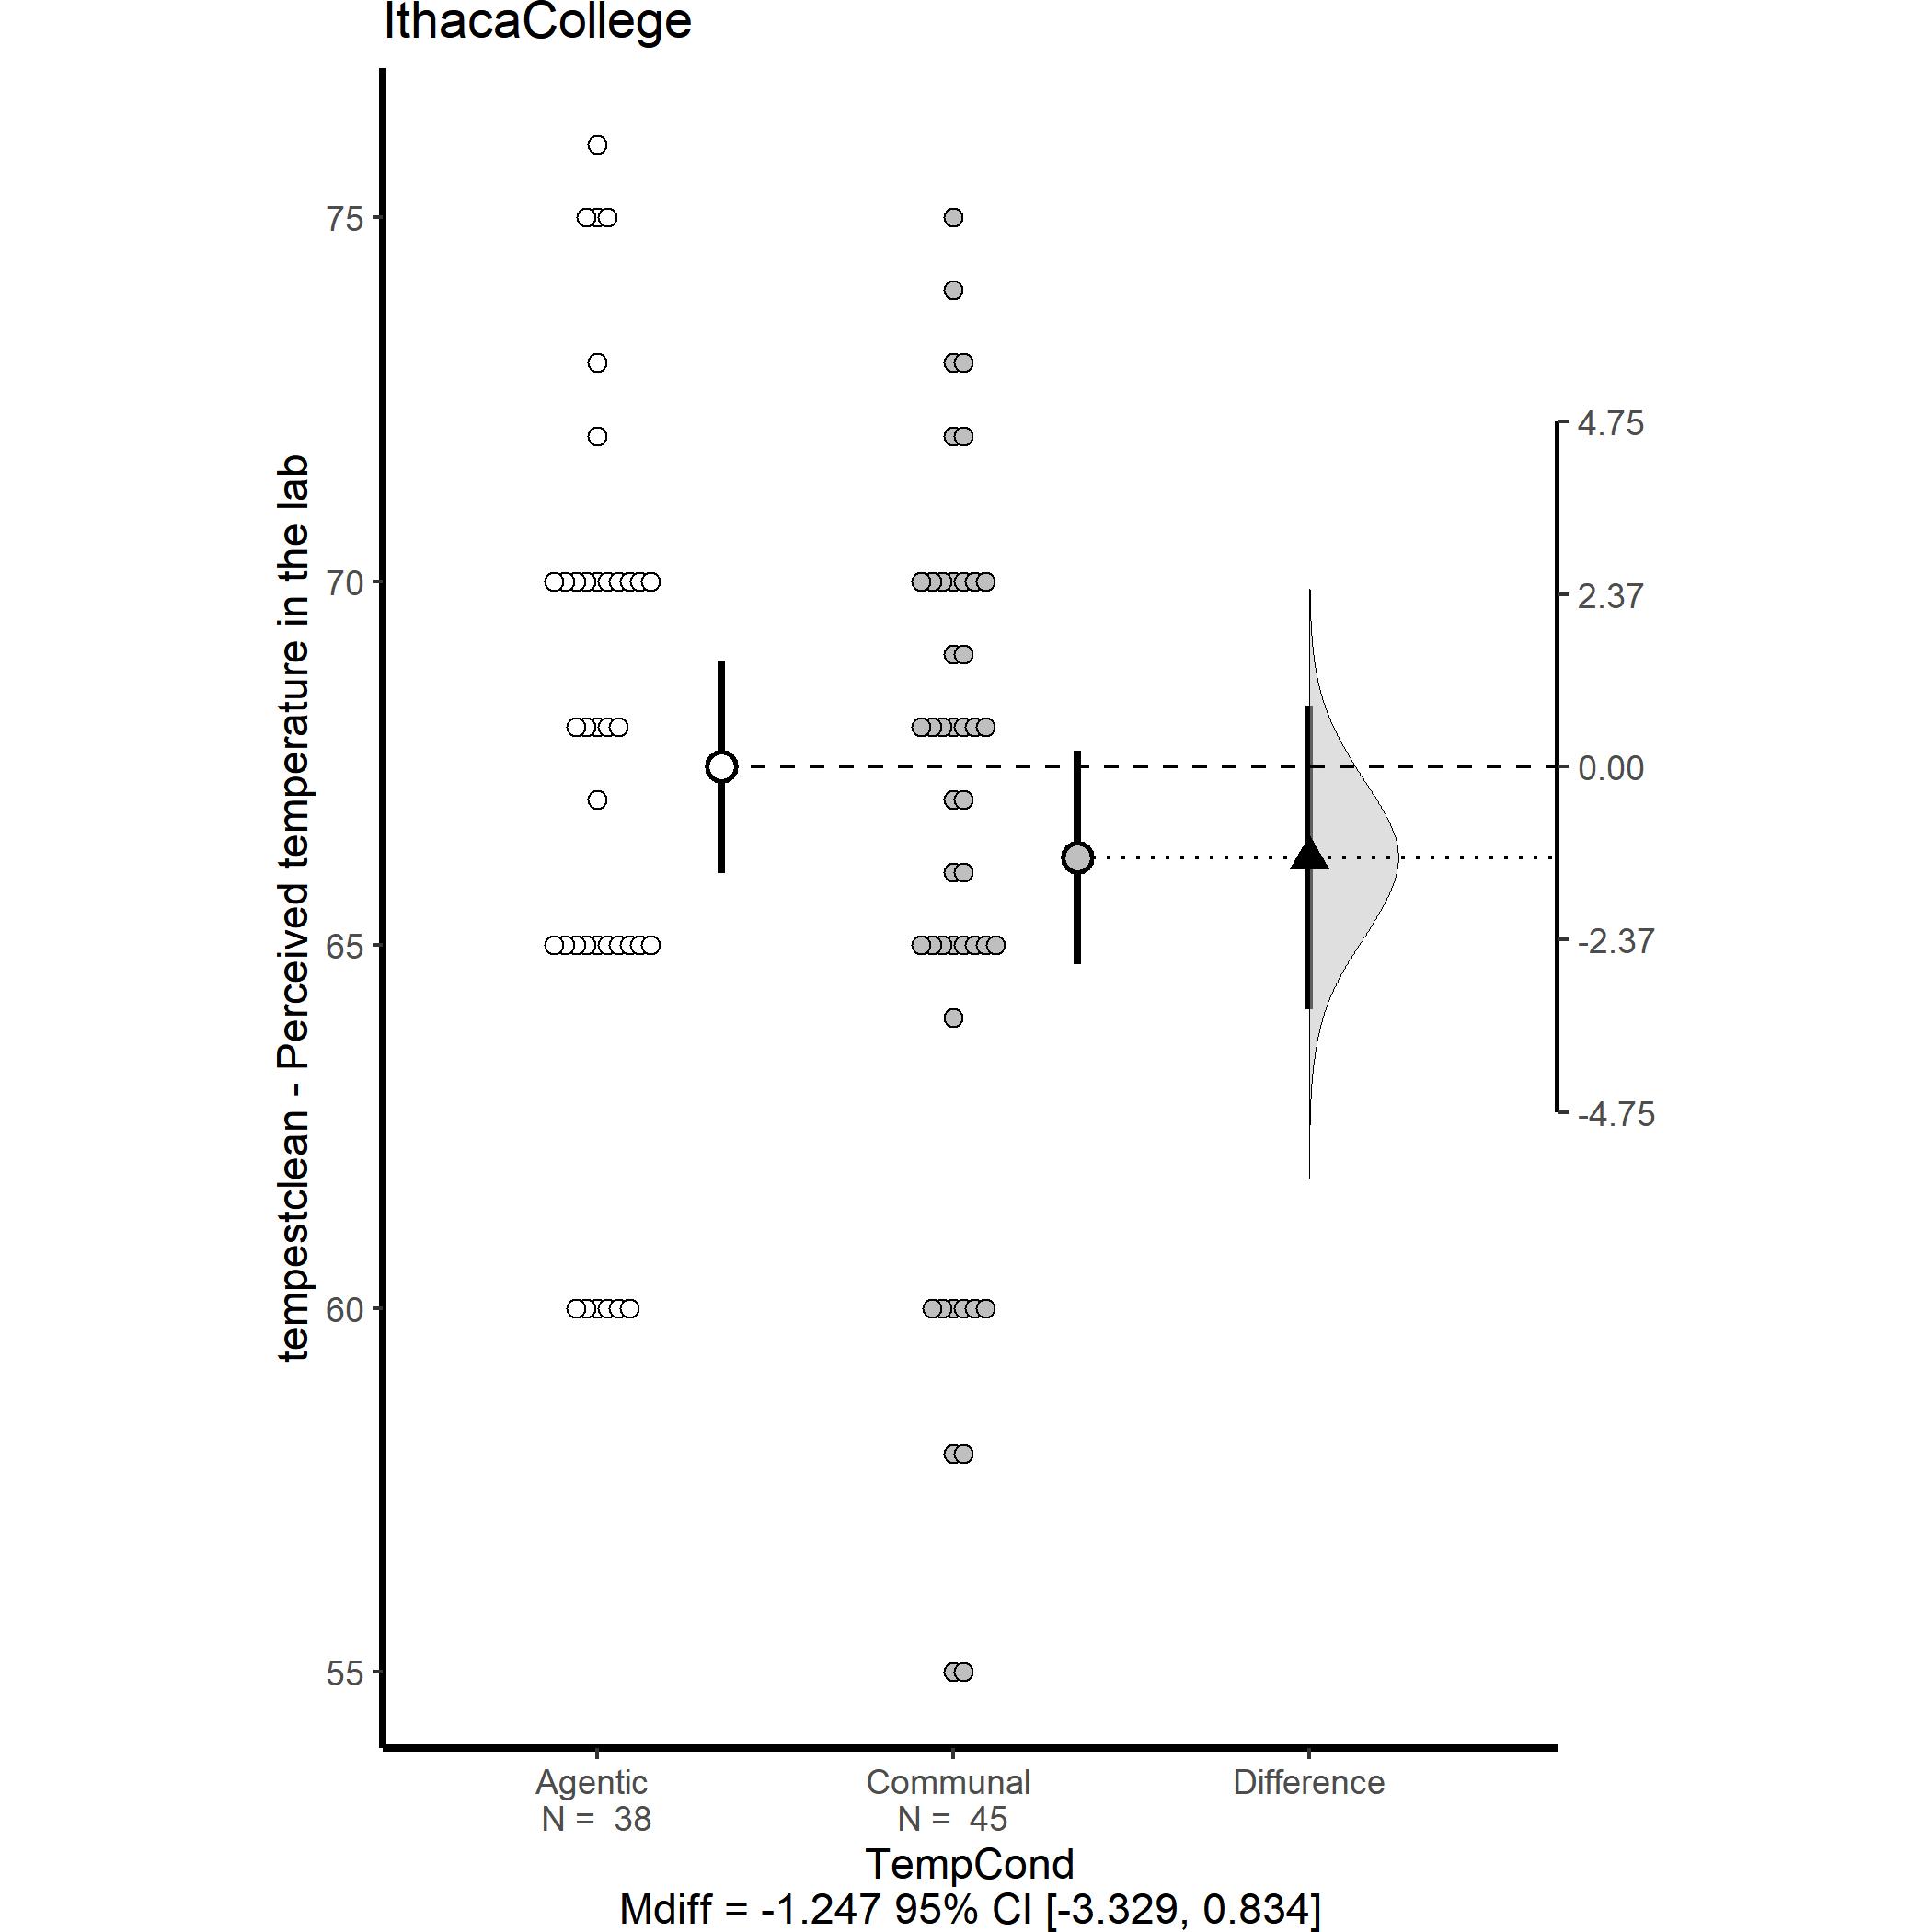 IthacaCollege
tempestclean - Perceived temperature in the lab
75
70
65
60
55
4.75
2.37
0.00
-2.37
-4.75
Agentic
N =  38
Communal
N =  45
Difference
TempCond
Mdiff = -1.247 95% CI [-3.329, 0.834]